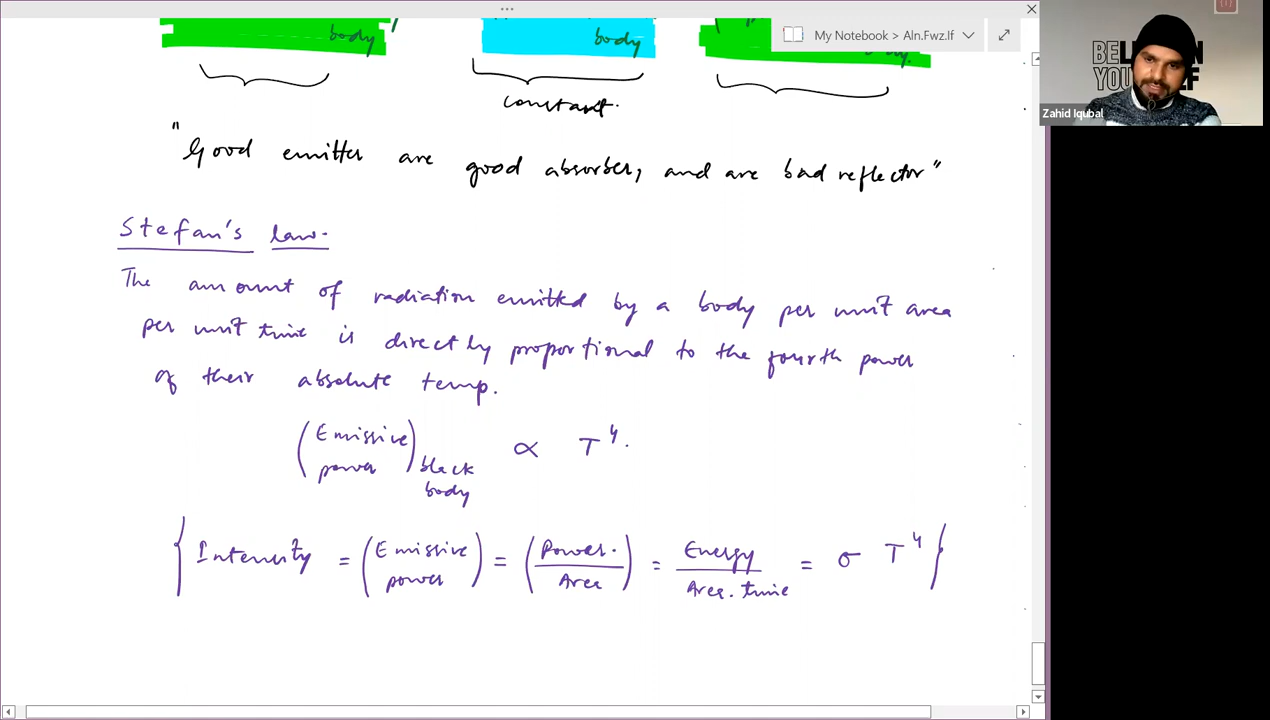 body
body
My Notebook > Aln.Fwz.If
constant.
"Good emitter are good absorber, and are bad reflector"
Stefan's law.
The amount of radiation emitted by a body per unit area
per unit time is directly proportional to the fourth power
of their absolute temp.
(Emissive power) black body ∝ T⁴.
{ Intensity = (Emissive power) = (Power. / Area) = Energy / Area. time = σ T⁴ }
Zahid Iqubal